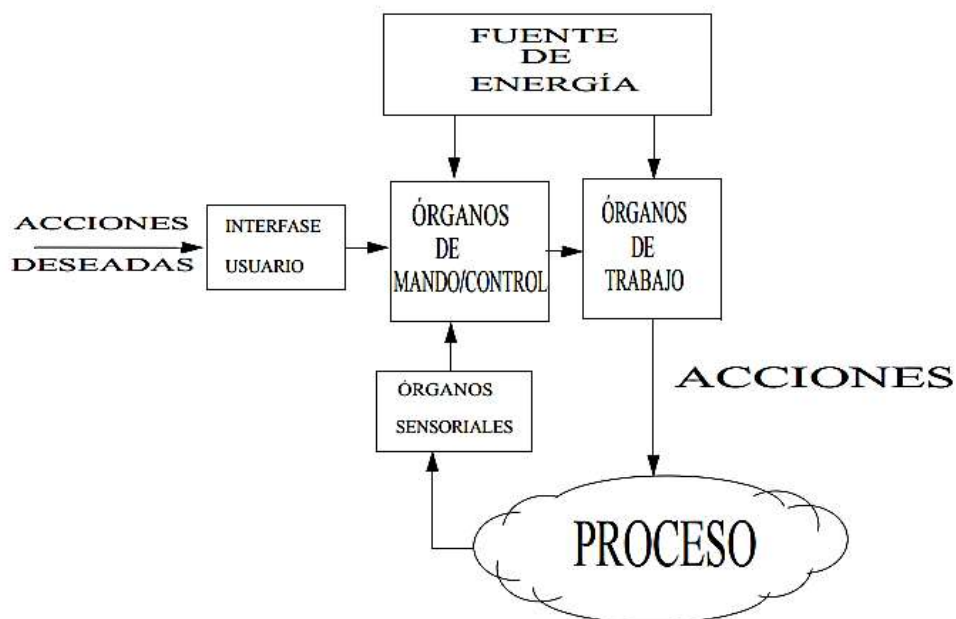 FUENTE
DE
ENERGÍA
ACCIONES
DESEADAS
INTERFASE
USUARIO
ÓRGANOS
DE
MANDO/CONTROL
ÓRGANOS
DE
TRABAJO
ÓRGANOS
SENSORIALES
ACCIONES
PROCESO